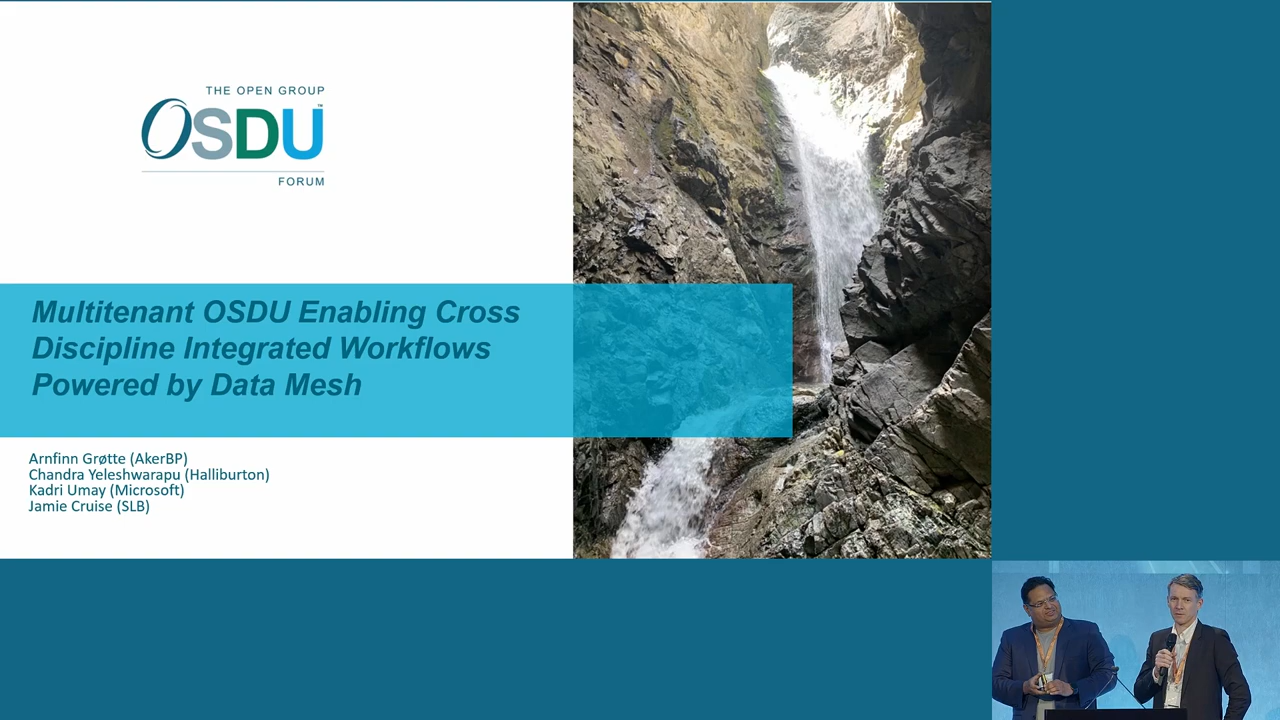 THE OPEN GROUP
OSDU™
FORUM
Multitenant OSDU Enabling Cross
Discipline Integrated Workflows
Powered by Data Mesh
Arnfinn Grøtte (AkerBP)
Chandra Yeleshwarapu (Halliburton)
Kadri Umay (Microsoft)
Jamie Cruise (SLB)